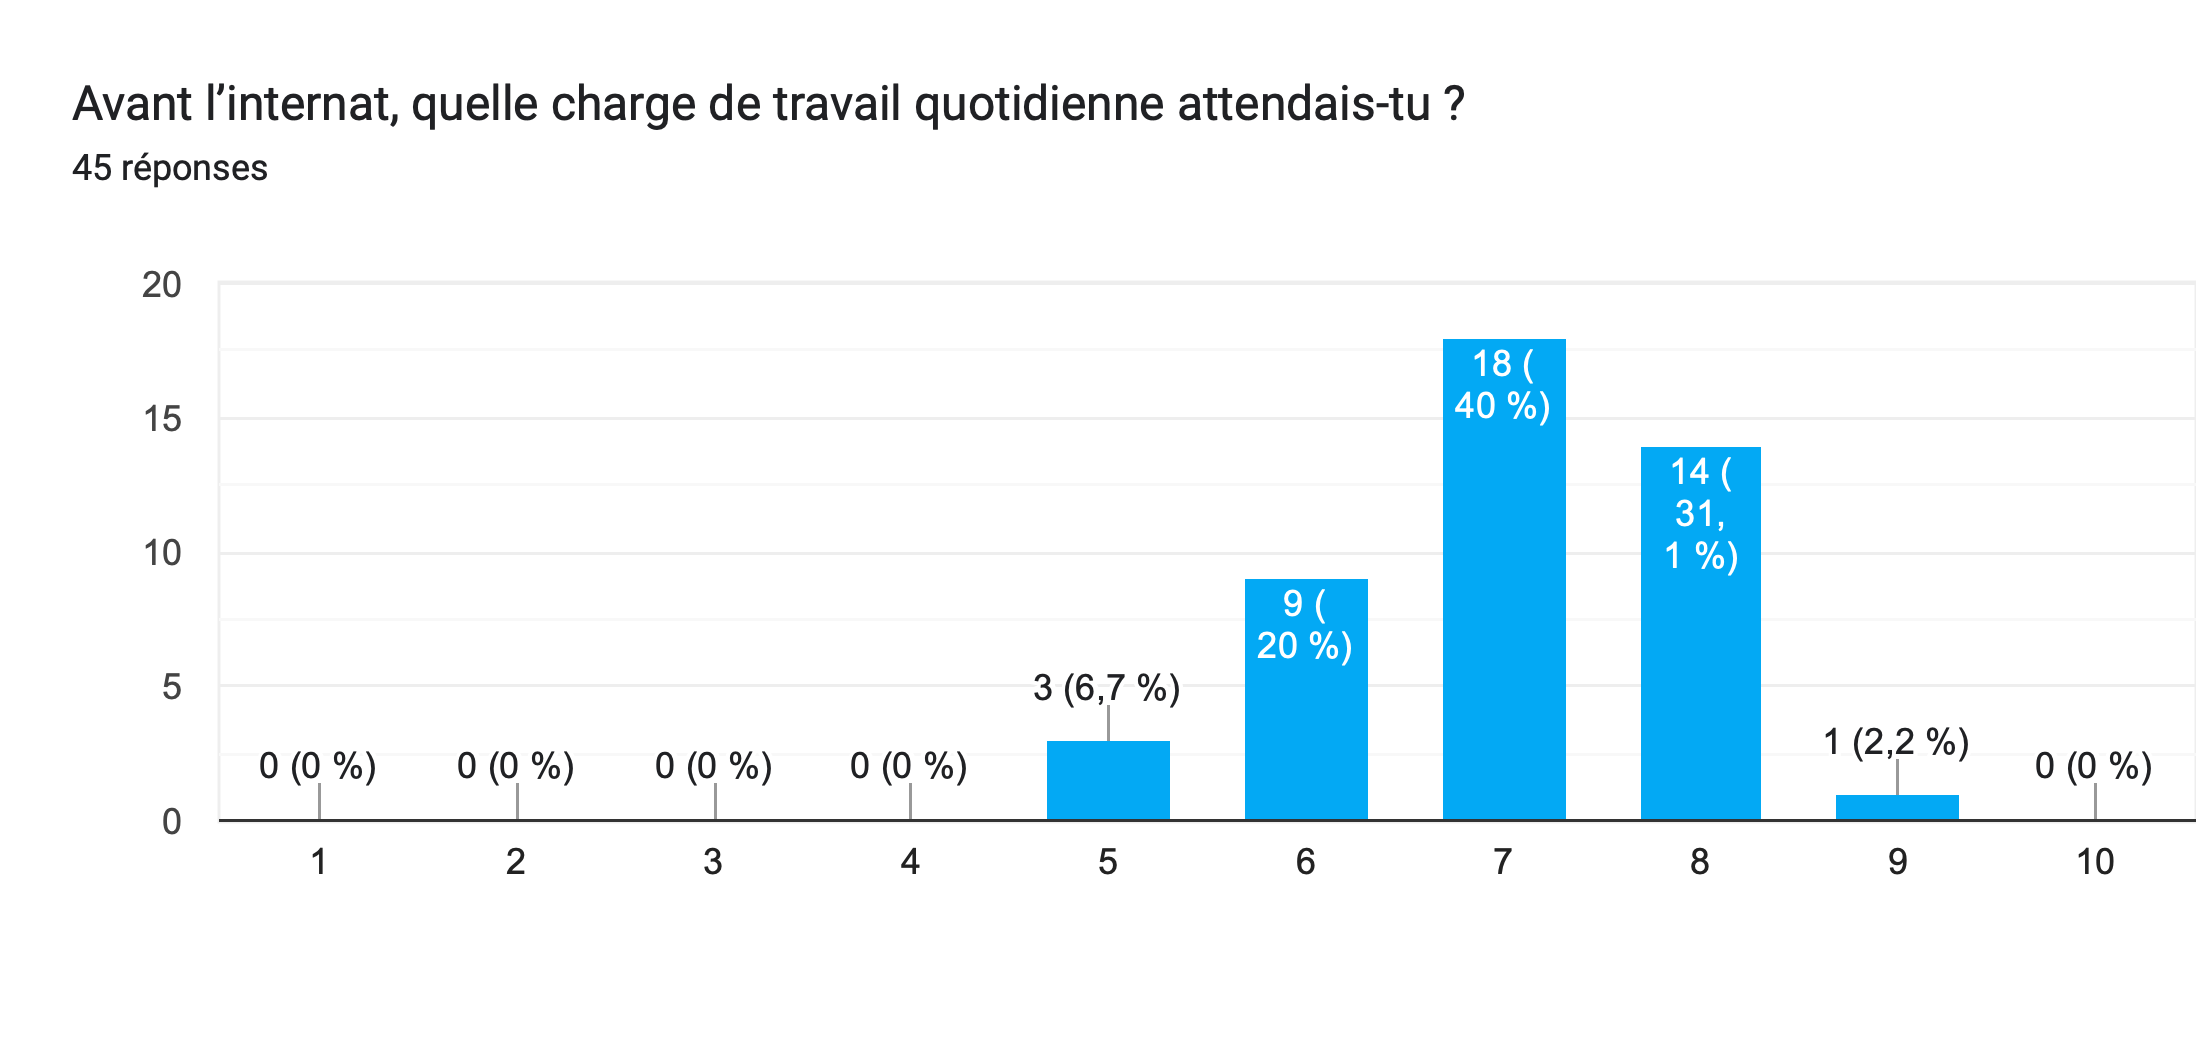 Avant l’internat, quelle charge de travail quotidienne attendais-tu ?
45 réponses
20
15
10
5
0
0 (0 %)
0 (0 %)
0 (0 %)
0 (0 %)
3 (6,7 %)
9 (
20 %)
18 (
40 %)
14 (
31,
1 %)
1 (2,2 %)
0 (0 %)
1 2 3 4 5 6 7 8 9 10